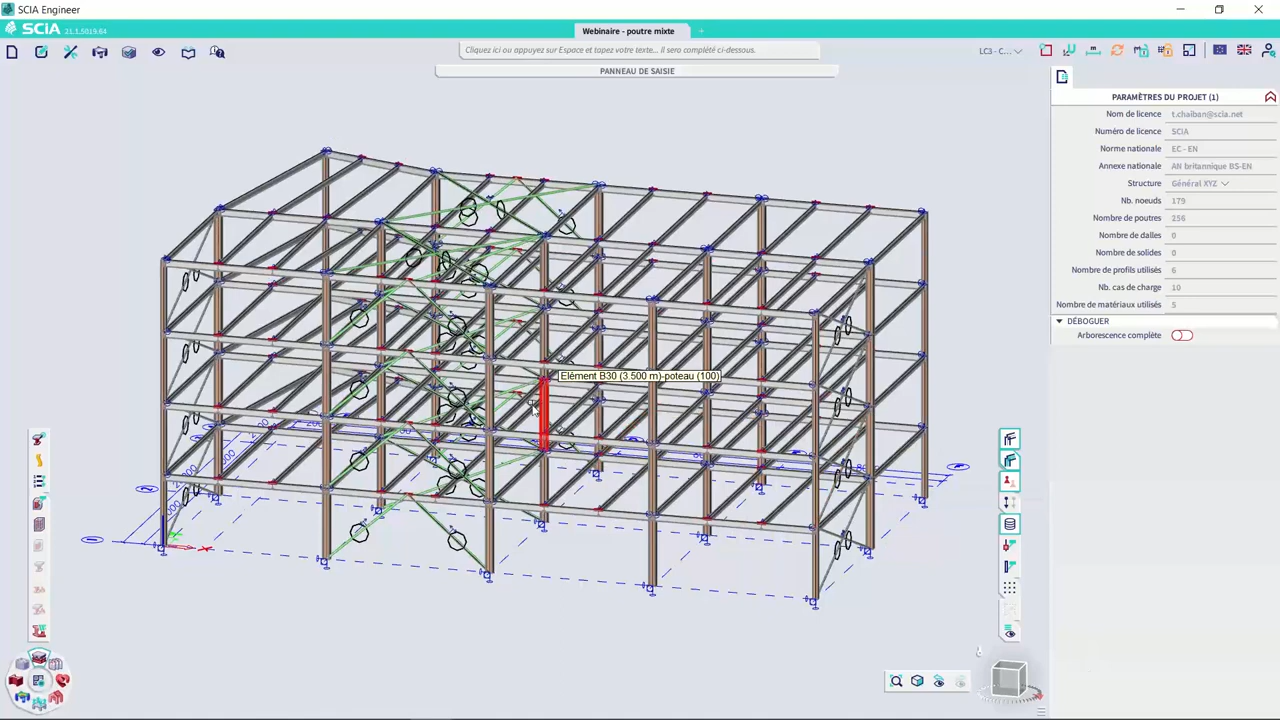 SCIA Engineer
SCIA 21.1.5019.64
Webinaire - poutre mixte
Cliquez ici ou appuyez sur Espace et tapez votre texte... il sera complété ci-dessous.
LC3 - C...
PANNEAU DE SAISIE
PARAMÈTRES DU PROJET (1)
Nom de licence t.chaiban@scia.net
Numéro de licence SCIA
Norme nationale EC - EN
Annexe nationale AN britannique BS-EN
Structure Général XYZ
Nb. noeuds 179
Nombre de poutres 256
Nombre de dalles 0
Nombre de solides 0
Nombre de profils utilisés 6
Nb. cas de charge 10
Nombre de matériaux utilisés 5
DÉBOGUER
Arborescence complète
Elément B30 (3.500 m)-poteau (100)